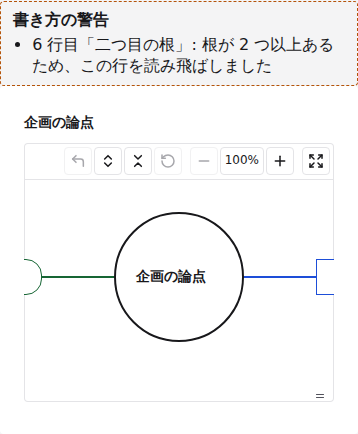 書き方の警告
• 6 行目「二つ目の根」: 根が 2 つ以上ある
ため、この行を読み飛ばしました
企画の論点
100%
企画の論点